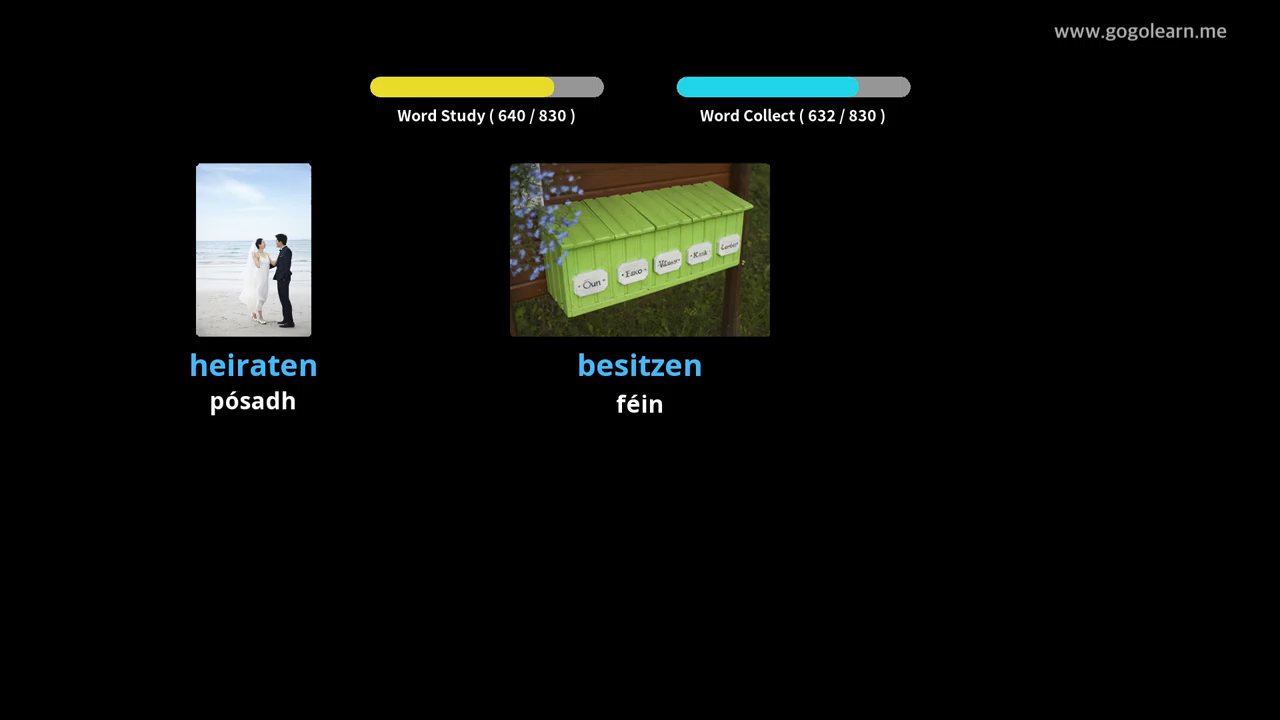 www.gogolearn.me
Word Study ( 640 / 830 )
Word Collect ( 632 / 830 )
heiraten
pósadh
besitzen
féin